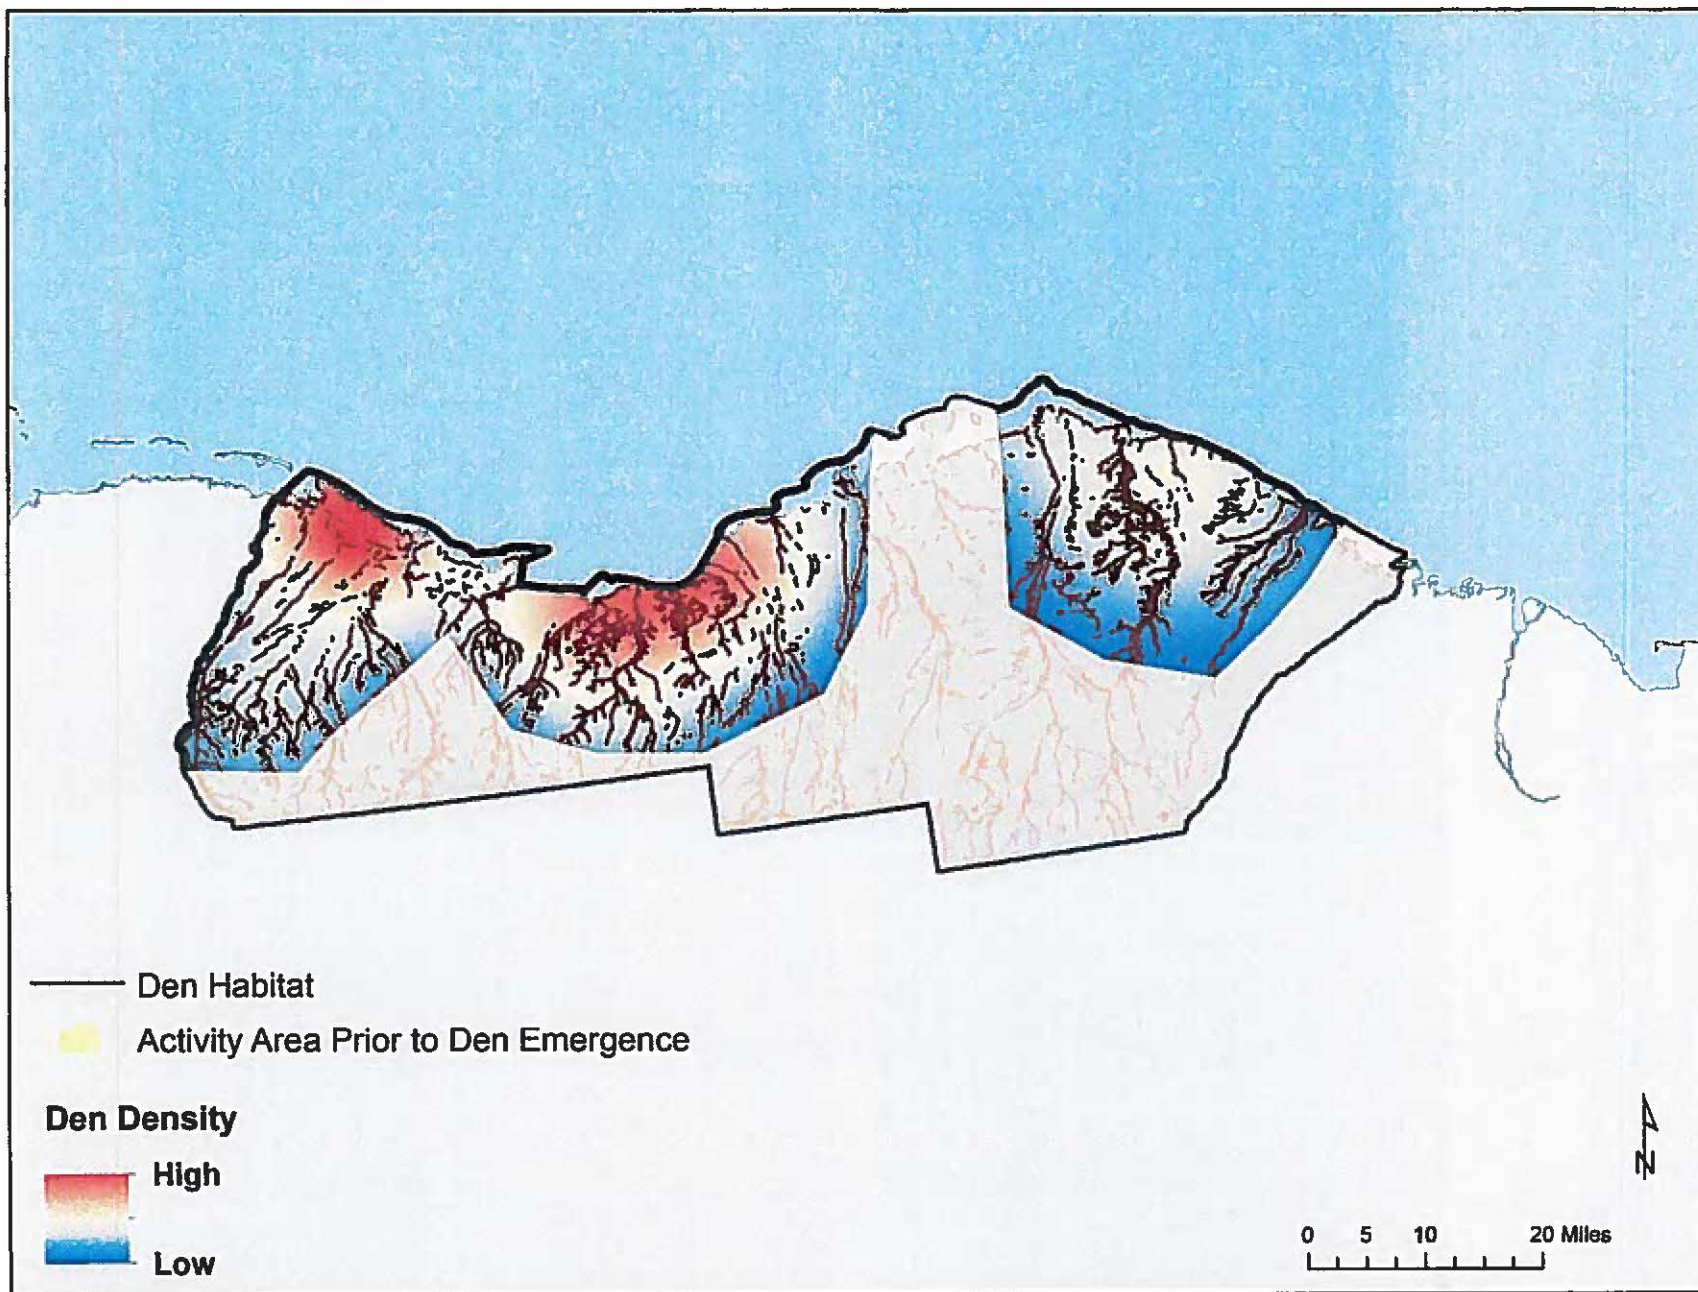 Den Habitat
Activity Area Prior to Den Emergence
Den Density
High
Low
N
0 5 10 20 Miles